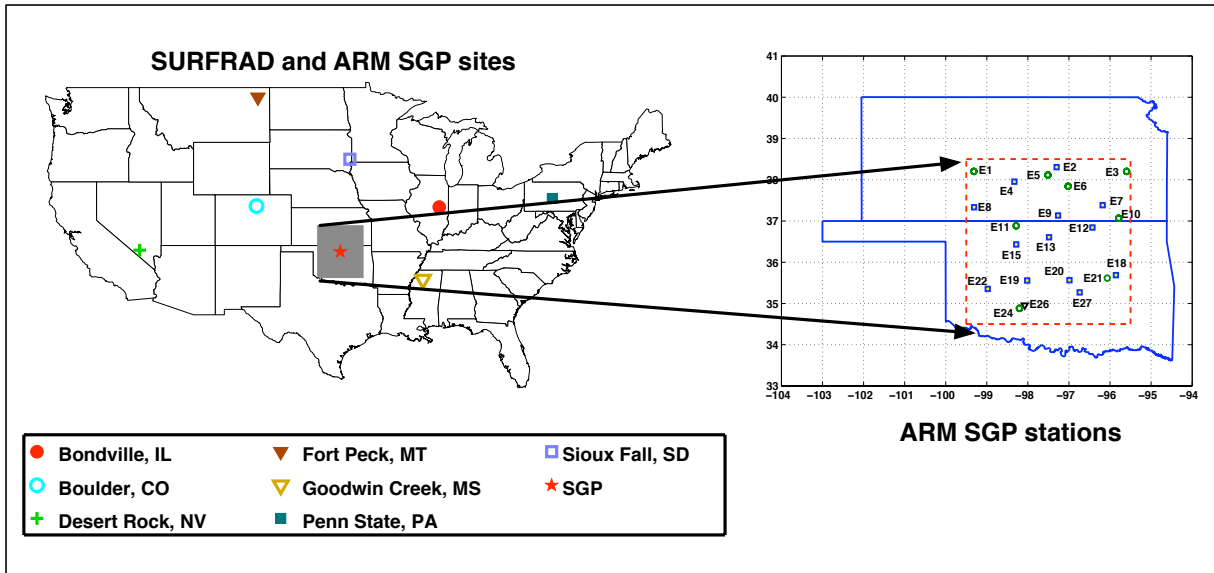 SURFRAD and ARM SGP sites
41
40
39
38
37
36
35
34
33
−104 −103 −102 −101 −100 −99 −98 −97 −96 −95 −94
E1
E2
E3
E4
E5
E6
E7
E8
E9
E10
E11
E12
E13
E15
E18
E19
E20
E21
E22
E24
E26
E27
ARM SGP stations
Bondville, IL
Fort Peck, MT
Sioux Fall, SD
Boulder, CO
Goodwin Creek, MS
SGP
Desert Rock, NV
Penn State, PA